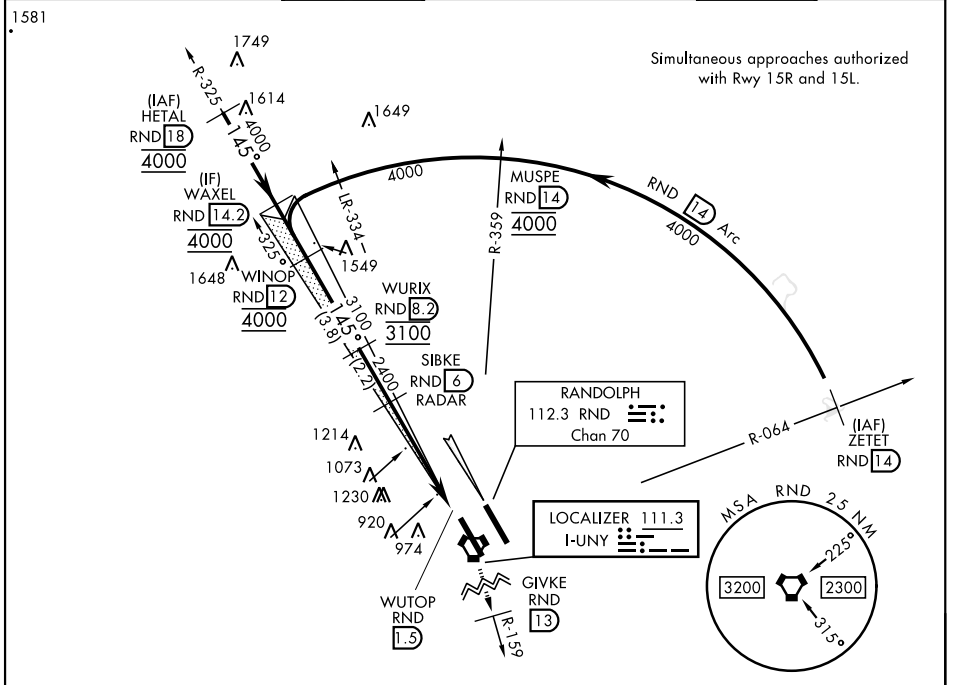 1581
1749
Simultaneous approaches authorized
with Rwy 15R and 15L.
R-325
(IAF)
HETAL
RND 18
4000
1614
4000
145°
1649
(IF)
WAXEL
RND 14.2
4000
325°
LR-334
4000
MUSPE
RND 14
4000
R-359
RND 14 Arc
4000
1549
1648
WINOP
RND 12
4000
3100
145°
(3.8)
WURIX
RND 8.2
3100
2400
(2.2)
SIBKE
RND 6
RADAR
RANDOLPH
112.3 RND
Chan 70
R-064
(IAF)
ZETET
RND 14
1214
1073
1230
920
974
LOCALIZER 111.3
I-UNY
MSA RND 25 NM
225°
3200
2300
315°
WUTOP
RND
1.5
GIVKE
RND
13
R-159